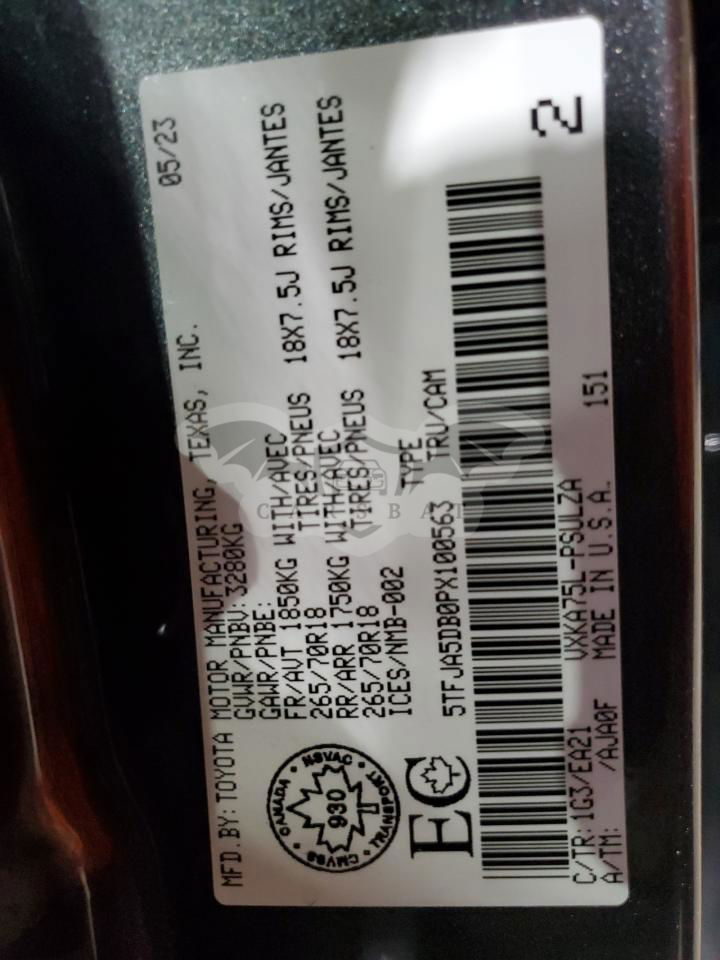 05/23
MFD.BY: TOYOTA MOTOR MANUFACTURING, TEXAS, INC.
GVWR/PNBV: 3280KG
GAWR/PNBE:
FR/AVT 1850KG WITH/AVEC
265/70R18 TIRES/PNEUS 18X7.5J RIMS/JANTES
RR/ARR 1750KG WITH/AVEC
265/70R18 TIRES/PNEUS 18X7.5J RIMS/JANTES
ICES/NMB-002
CANADA • NSVAC • TRANSPORT • CMVSS •
930
EC
5TFJA5DB0PX100563
TYPE
TRU/CAM
2
C/TR: 1G3/EA21 VXKA75L-PSULZA 151
A/TM: /AJA0F MADE IN U.S.A.